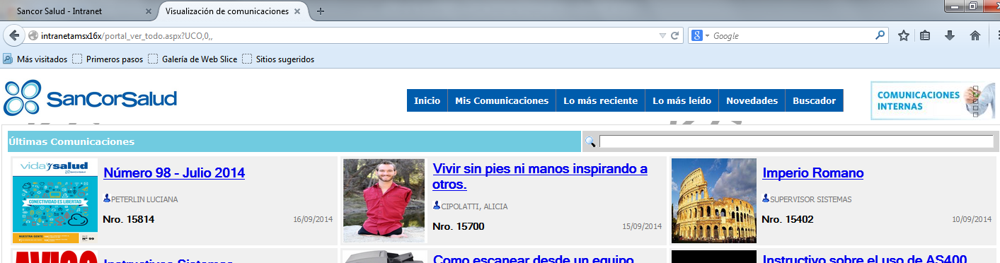 Sancor Salud - Intranet
Visualización de comunicaciones
intranetamsx16x/portal_ver_todo.aspx?UCO,0,,
Google
Más visitados
Primeros pasos
Galería de Web Slice
Sitios sugeridos
SanCorSalud
Inicio
Mis Comunicaciones
Lo más reciente
Lo más leído
Novedades
Buscador
COMUNICACIONES
INTERNAS
Últimas Comunicaciones
vida y salud
CONECTIVIDAD ES LIBERTAD
NUESTRA GENTE
Nº 99
Número 98 - Julio 2014
PETERLIN LUCIANA
Nro. 15814
16/09/2014
Vivir sin pies ni manos inspirando a
otros.
CIPOLATTI, ALICIA
Nro. 15700
15/09/2014
Imperio Romano
SUPERVISOR SISTEMAS
Nro. 15402
10/09/2014
AVISO
Instructivos Sistemas
Como escanear desde un equipo
Instructivo sobre el uso de AS400